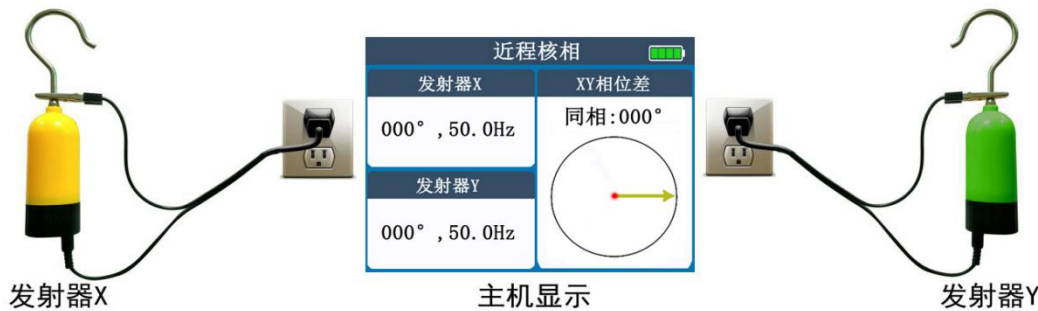 近程核相
发射器X
000° ,50.0Hz
发射器Y
000° ,50.0Hz
XY相位差
同相:000°
发射器X
主机显示
发射器Y